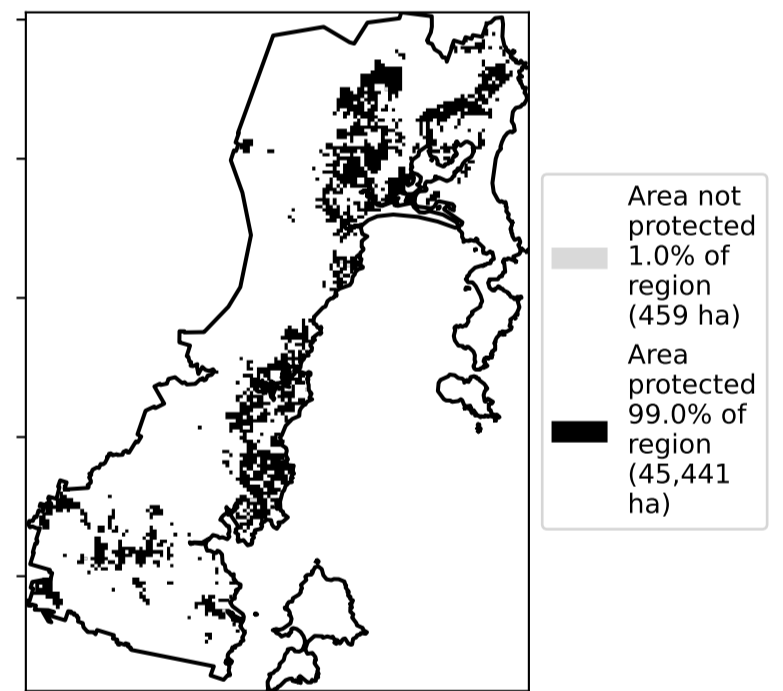 Area not
protected
1.0% of
region
(459 ha)
Area
protected
99.0% of
region
(45,441
ha)